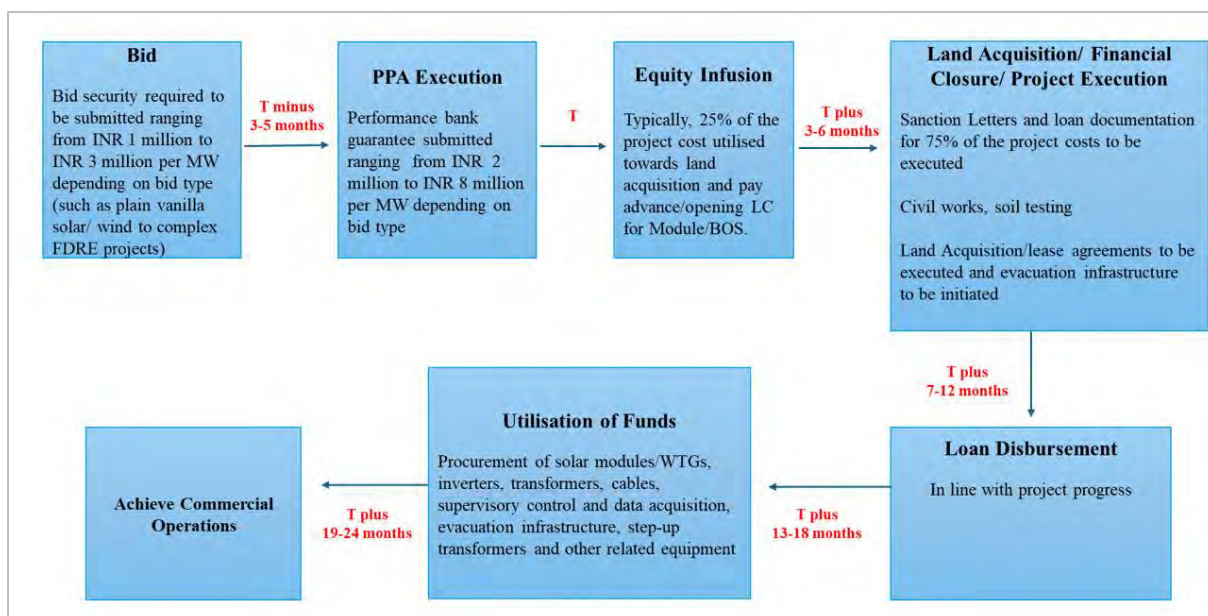 Bid
Bid security required to
be submitted ranging
from INR 1 million to
INR 3 million per MW
depending on bid type
(such as plain vanilla
solar/ wind to complex
FDRE projects)
T minus
3-5 months
PPA Execution
Performance bank
guarantee submitted
ranging from INR 2
million to INR 8 million
per MW depending on
bid type
T
Equity Infusion
Typically, 25% of the
project cost utilised
towards land
acquisition and pay
advance/opening LC
for Module/BOS.
T plus
3-6 months
Land Acquisition/ Financial
Closure/ Project Execution
Sanction Letters and loan documentation
for 75% of the project costs to be
executed
Civil works, soil testing
Land Acquisition/lease agreements to be
executed and evacuation infrastructure
to be initiated
T plus
7-12 months
Loan Disbursement
In line with project progress
T plus
13-18 months
Utilisation of Funds
Procurement of solar modules/WTGs,
inverters, transformers, cables,
supervisory control and data acquisition,
evacuation infrastructure, step-up
transformers and other related equipment
T plus
19-24 months
Achieve Commercial
Operations